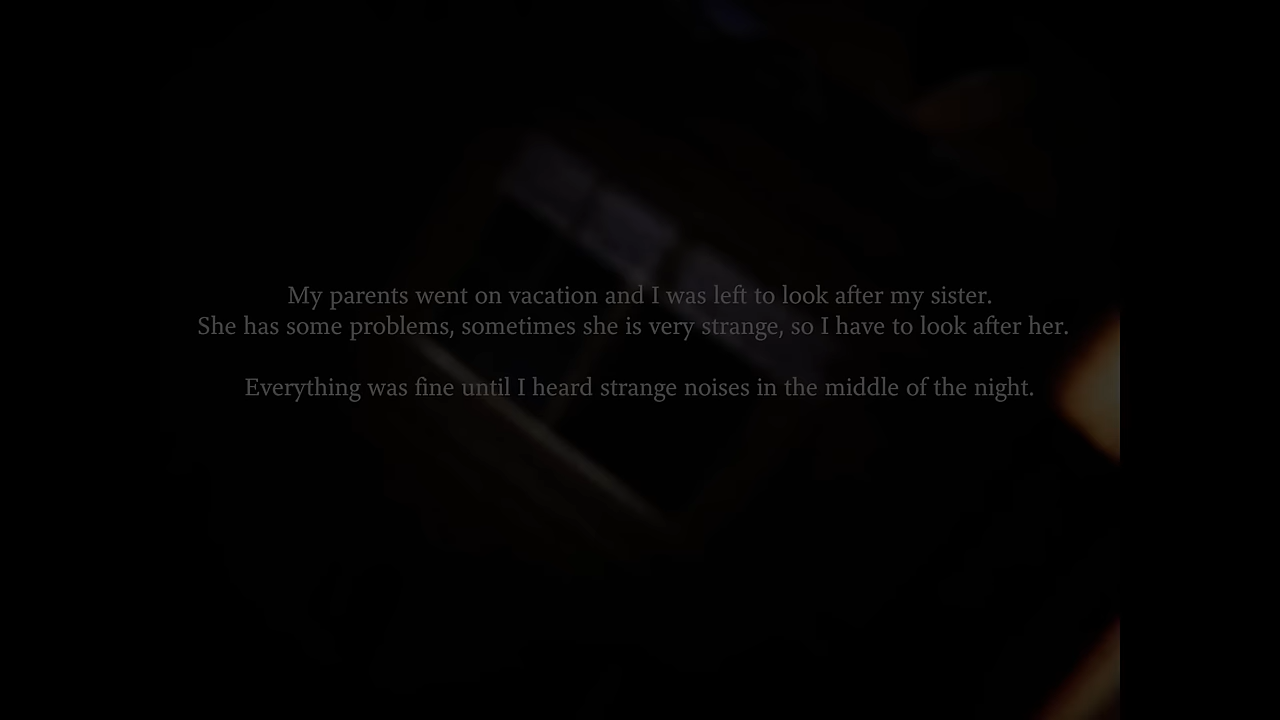 My parents went on vacation and I was left to look after my sister.
She has some problems, sometimes she is very strange, so I have to look after her.
Everything was fine until I heard strange noises in the middle of the night.